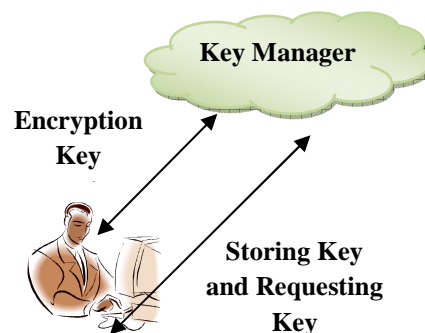 Key Manager
Encryption
Key
Storing Key
and Requesting
Key